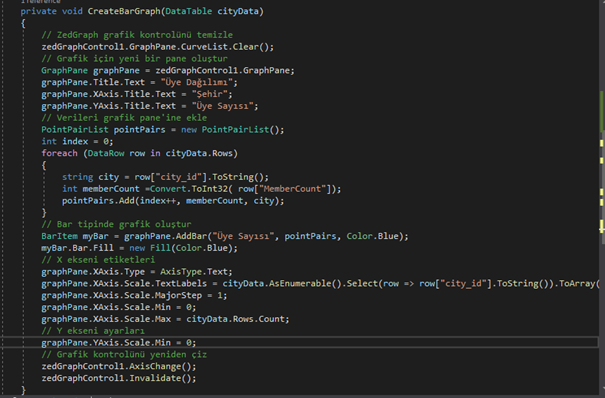 1 reference
private void CreateBarGraph(DataTable cityData)
{
// ZedGraph grafik kontrolünü temizle
zedGraphControl1.GraphPane.CurveList.Clear();
// Grafik için yeni bir pane oluştur
GraphPane graphPane = zedGraphControl1.GraphPane;
graphPane.Title.Text = "Üye Dağılımı";
graphPane.XAxis.Title.Text = "Şehir";
graphPane.YAxis.Title.Text = "Üye Sayısı";
// Verileri grafik pane'ine ekle
PointPairList pointPairs = new PointPairList();
int index = 0;
foreach (DataRow row in cityData.Rows)
{
string city = row["city_id"].ToString();
int memberCount =Convert.ToInt32( row["MemberCount"]);
pointPairs.Add(index++, memberCount, city);
}
// Bar tipinde grafik oluştur
BarItem myBar = graphPane.AddBar("Üye Sayısı", pointPairs, Color.Blue);
myBar.Bar.Fill = new Fill(Color.Blue);
// X ekseni etiketleri
graphPane.XAxis.Type = AxisType.Text;
graphPane.XAxis.Scale.TextLabels = cityData.AsEnumerable().Select(row => row["city_id"].ToString()).ToArray(
graphPane.XAxis.Scale.MajorStep = 1;
graphPane.XAxis.Scale.Min = 0;
graphPane.XAxis.Scale.Max = cityData.Rows.Count;
// Y ekseni ayarları
graphPane.YAxis.Scale.Min = 0;
// Grafik kontrolünü yeniden çiz
zedGraphControl1.AxisChange();
zedGraphControl1.Invalidate();
}